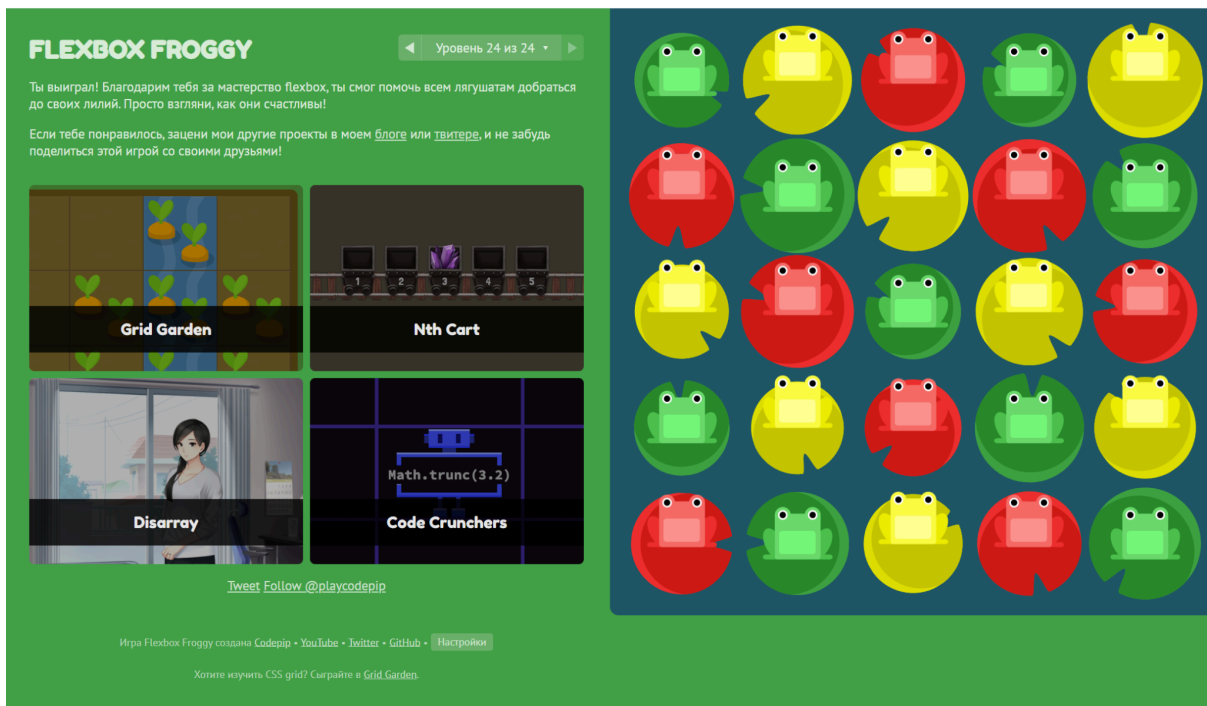 FLEXBOX FROGGY
Уровень 24 из 24
Ты выиграл! Благодарим тебя за мастерство flexbox, ты смог помочь всем лягушатам добраться
до своих лилий. Просто взгляни, как они счастливы!
Если тебе понравилось, зацени мои другие проекты в моем блоге или твитере, и не забудь
поделиться этой игрой со своими друзьями!
1 2 3 4 5
Grid Garden
Nth Cart
Math.trunc(3.2)
Disarray
Code Crunchers
Tweet Follow @playcodepip
Игра Flexbox Froggy создана Codepip • YouTube • Twitter • GitHub • Настройки
Хотите изучить CSS grid? Сыграйте в Grid Garden.